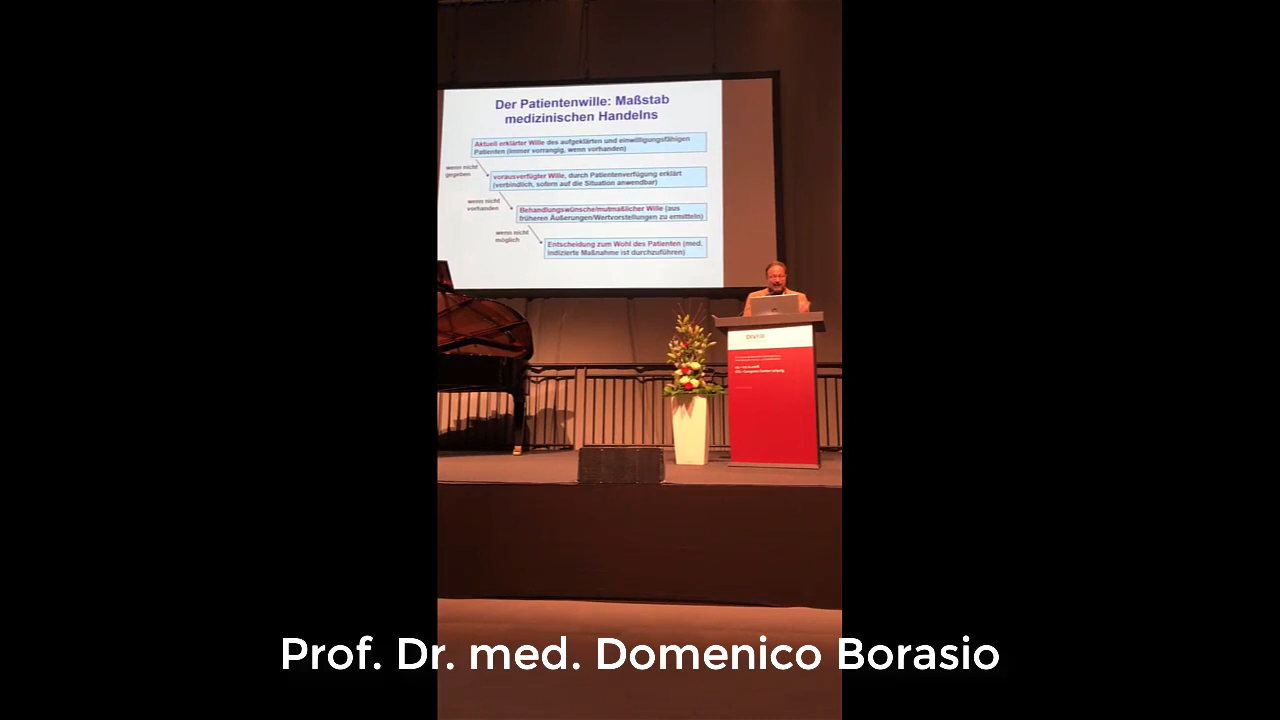 Der Patientenwille: Maßstab
medizinischen Handelns
Aktuell erklärter Wille des aufgeklärten und einwilligungsfähigen
Patienten (immer vorrangig, wenn vorhanden)
wenn nicht
gegeben
vorausverfügter Wille, durch Patientenverfügung erklärt
(verbindlich, sofern auf die Situation anwendbar)
wenn nicht
vorhanden
Behandlungswünsche/mutmaßlicher Wille (aus
früheren Äußerungen/Wertvorstellungen zu ermitteln)
wenn nicht
möglich
Entscheidung zum Wohl des Patienten (med.
indizierte Maßnahme ist durchzuführen)
Prof. Dr. med. Domenico Borasio